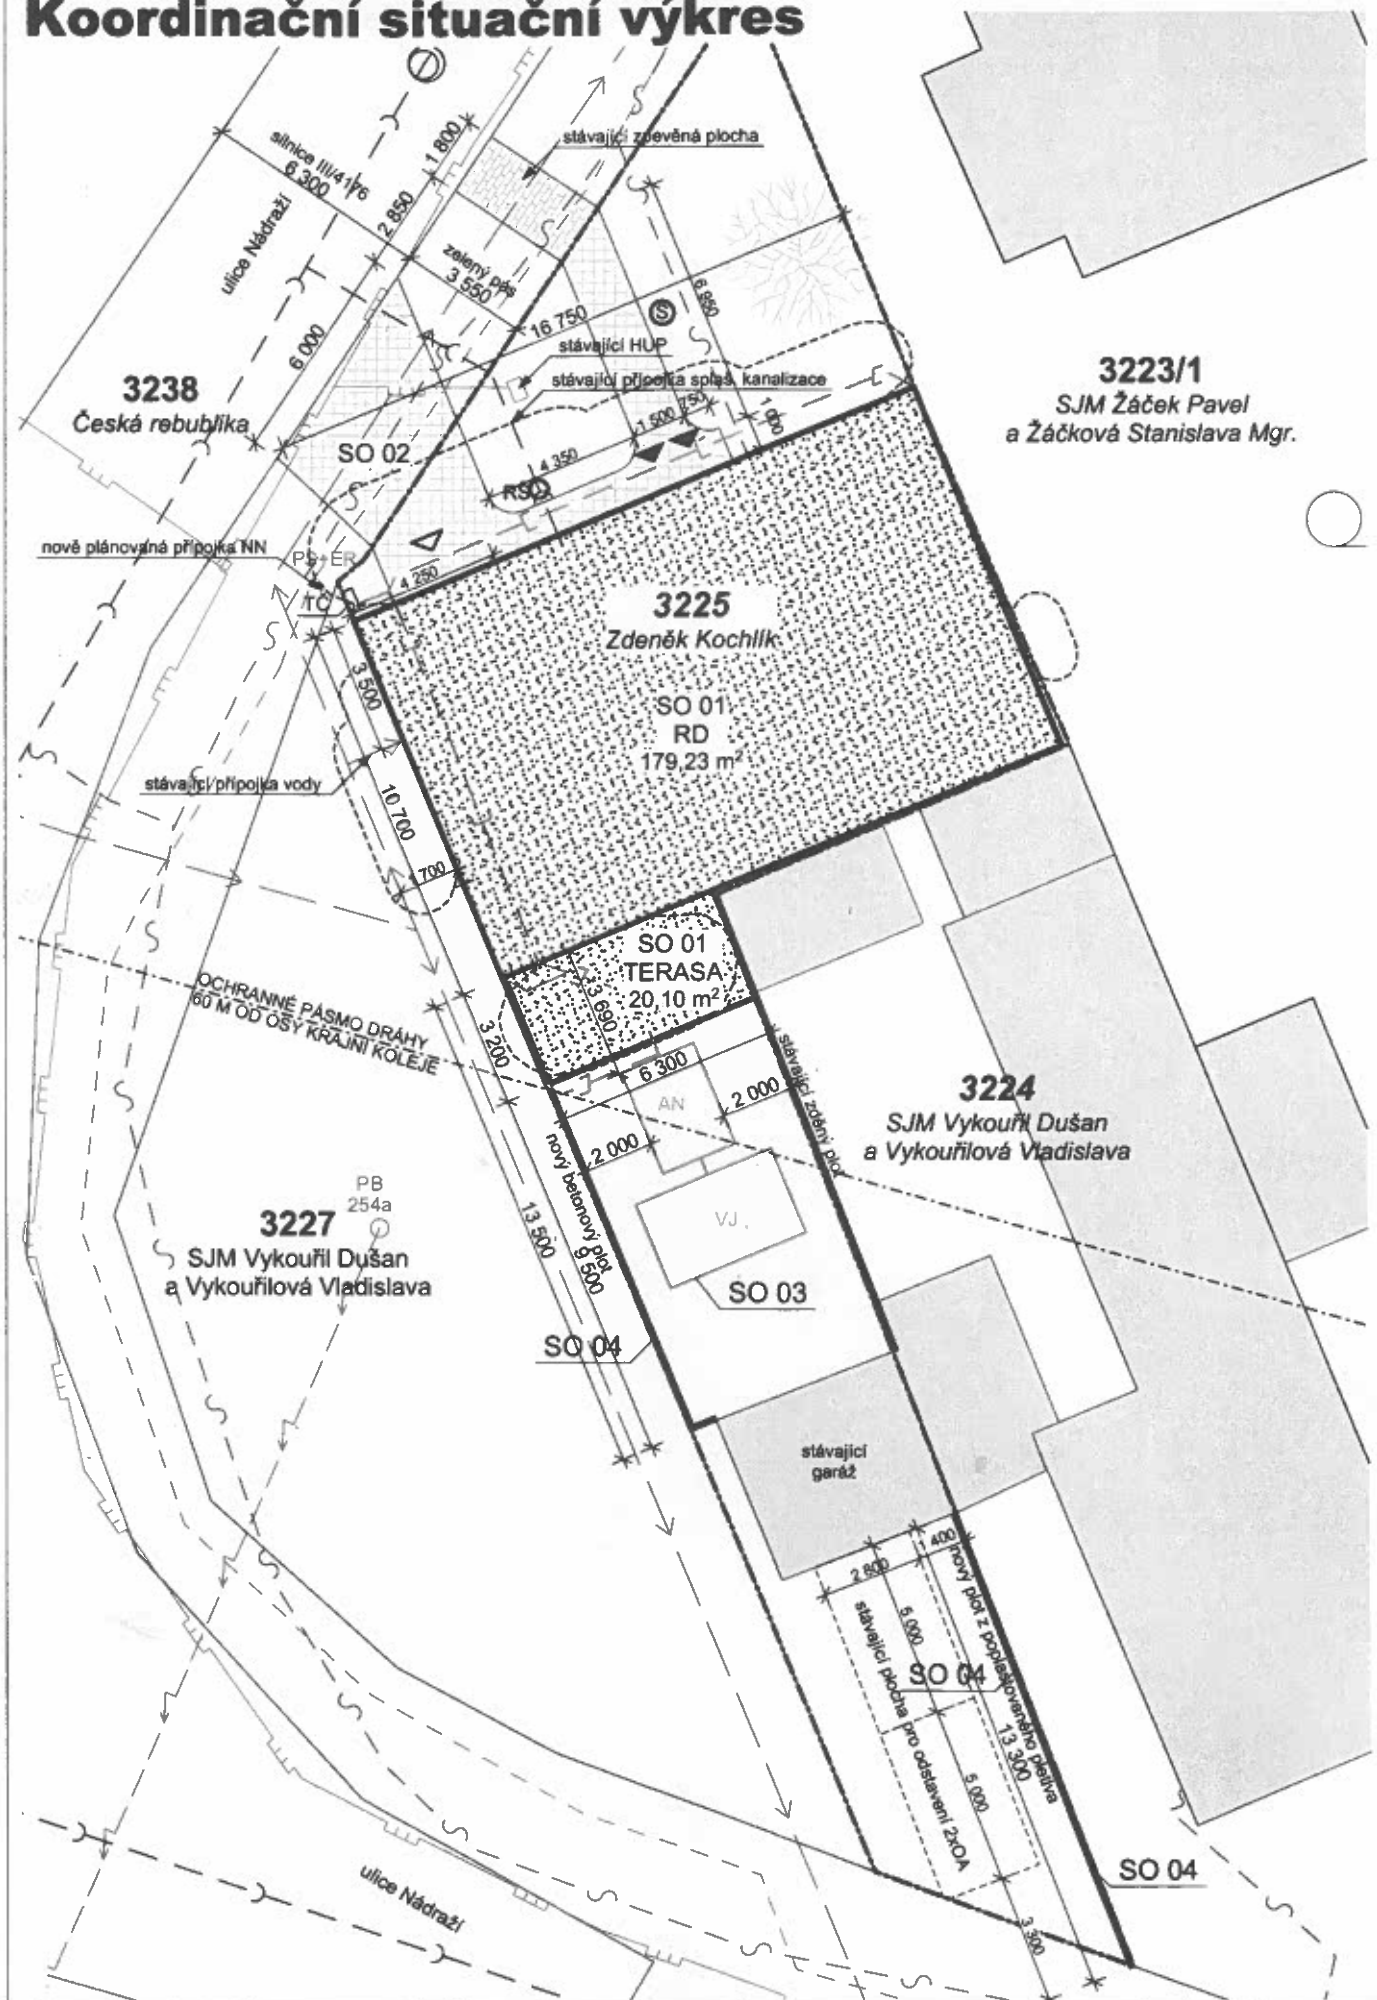 Koordinační situační výkres
stávající zpevěná plocha
silnice III/4176
6 300
1 800
2 850
ulice Nádraží
zelený pás
3 550
6 000
16 750
6 950
S
stávající HUP
stávající přípojka splaš. kanalizace
3238
Česká rebublika
3223/1
SJM Žáček Pavel
a Žáčková Stanislava Mgr.
SO 02
1 500
750
1 000
4 350
RŠ
nově plánovaná přípojka NN
PS+ER
TČ
4 250
3225
Zdeněk Kochlík
SO 01
RD
179,23 m²
3 500
stávající přípojka vody
10 700
700
SO 01
TERASA
20,10 m²
3 690
OCHRANNÉ PÁSMO DRÁHY
60 M OD OSY KRAJNÍ KOLEJE
3 200
6 300
AN
2 000
2 000
stávající zděný plot
nový betonový plot
9 500
13 500
VJ
SO 03
SO 04
3224
SJM Vykouřil Dušan
a Vykouřilová Vladislava
PB
254a
3227
SJM Vykouřil Dušan
a Vykouřilová Vladislava
stávající
garáž
2 800
1 400
nový plot z poplastovaného pletiva
13 300
5 000
5 000
stávající plocha pro odstavení 2xOA
SO 04
SO 04
3 300
ulice Nádraží